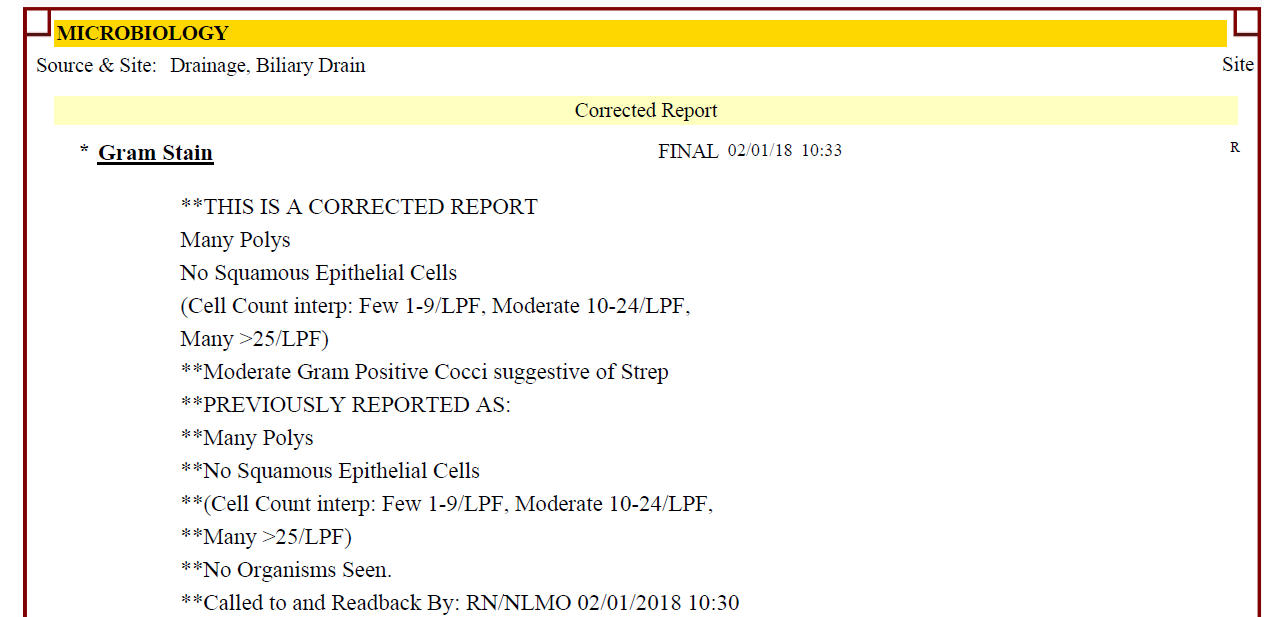 MICROBIOLOGY
Source & Site: Drainage, Biliary Drain Site
Corrected Report
* Gram Stain FINAL 02/01/18 10:33 R
**THIS IS A CORRECTED REPORT
Many Polys
No Squamous Epithelial Cells
(Cell Count interp: Few 1-9/LPF, Moderate 10-24/LPF,
Many >25/LPF)
**Moderate Gram Positive Cocci suggestive of Strep
**PREVIOUSLY REPORTED AS:
**Many Polys
**No Squamous Epithelial Cells
**(Cell Count interp: Few 1-9/LPF, Moderate 10-24/LPF,
**Many >25/LPF)
**No Organisms Seen.
**Called to and Readback By: RN/NLMO 02/01/2018 10:30